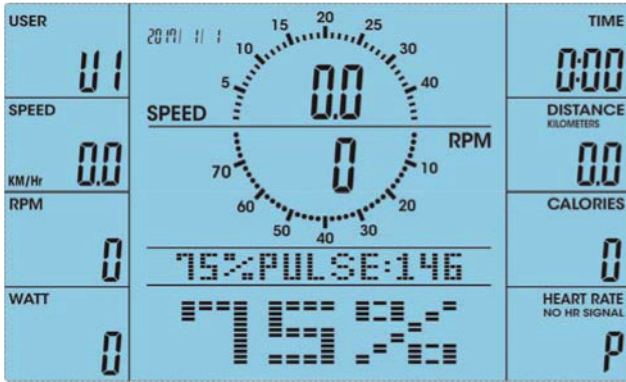 USER
U1
SPEED
KM/Hr 0.0
RPM
0
WATT
0
2019/ 1/ 1
5 10 15 20 25 30 40
SPEED 0.0
0 RPM
70 60 50 40 30 20 10
75%PULSE:146
75%
TIME
0:00
DISTANCE
KILOMETERS
0.0
CALORIES
0
HEART RATE
NO HR SIGNAL
P